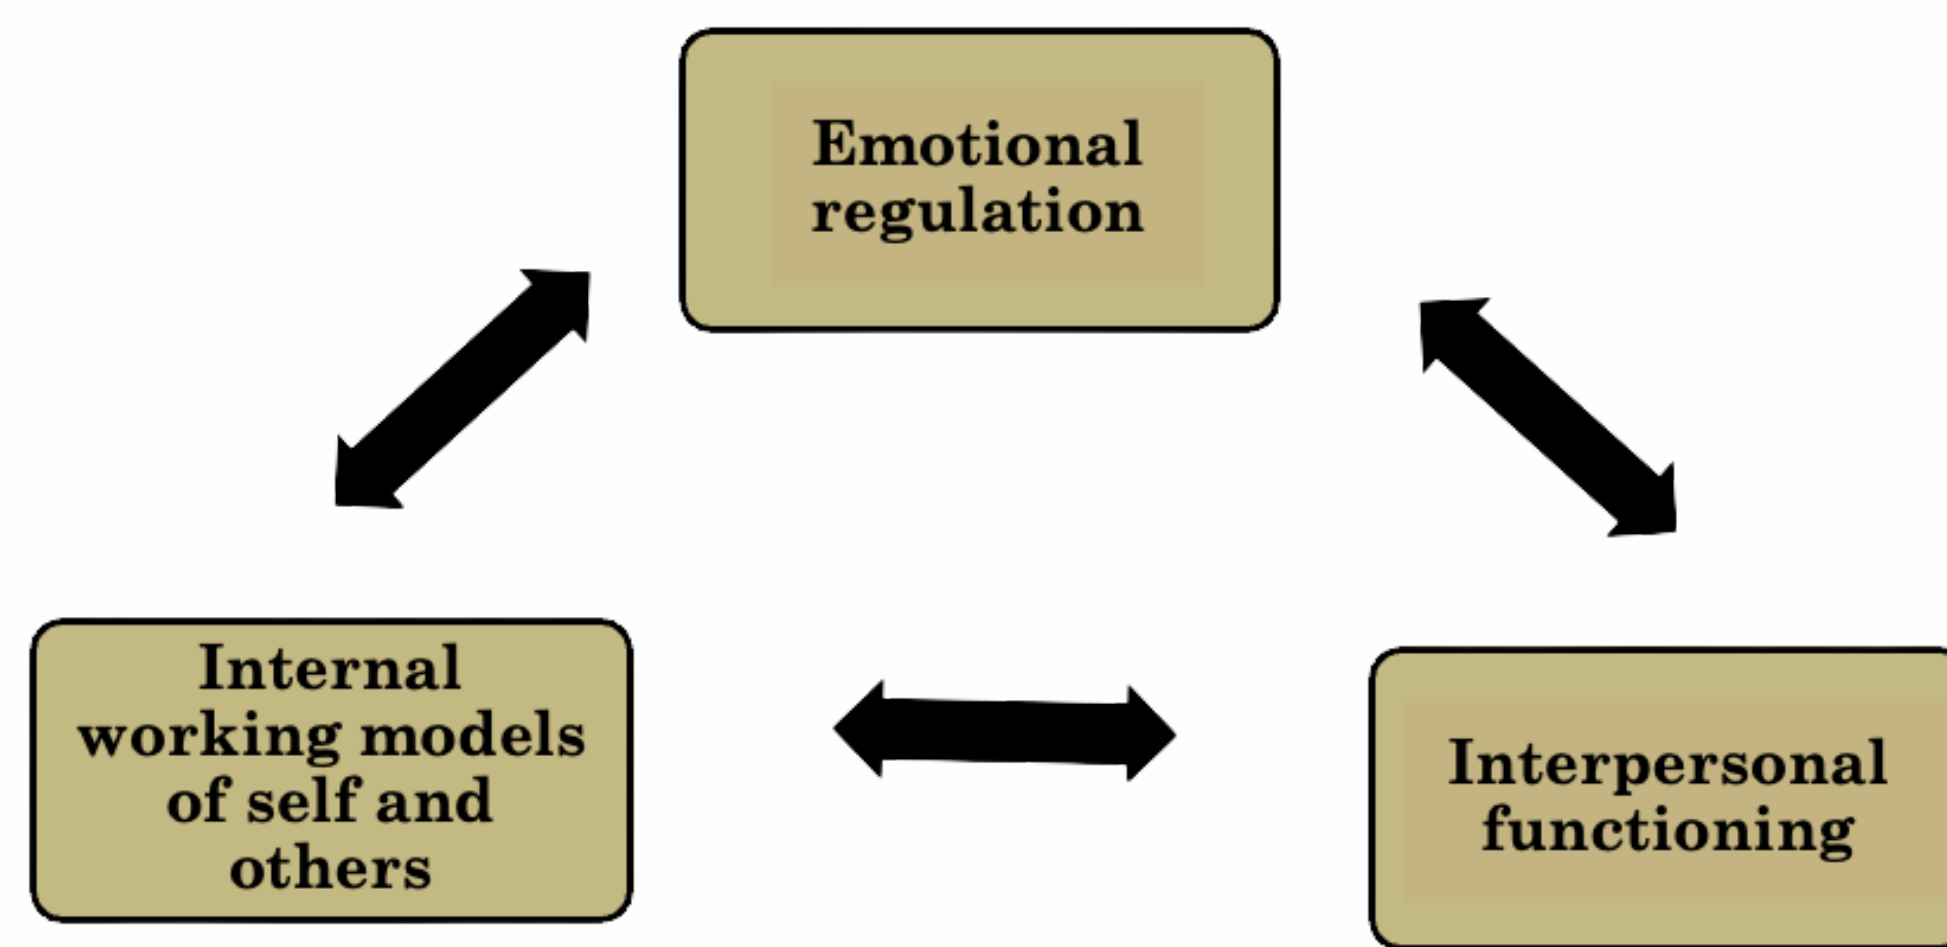 Emotional
regulation
Internal
working models
of self and
others
Interpersonal
functioning